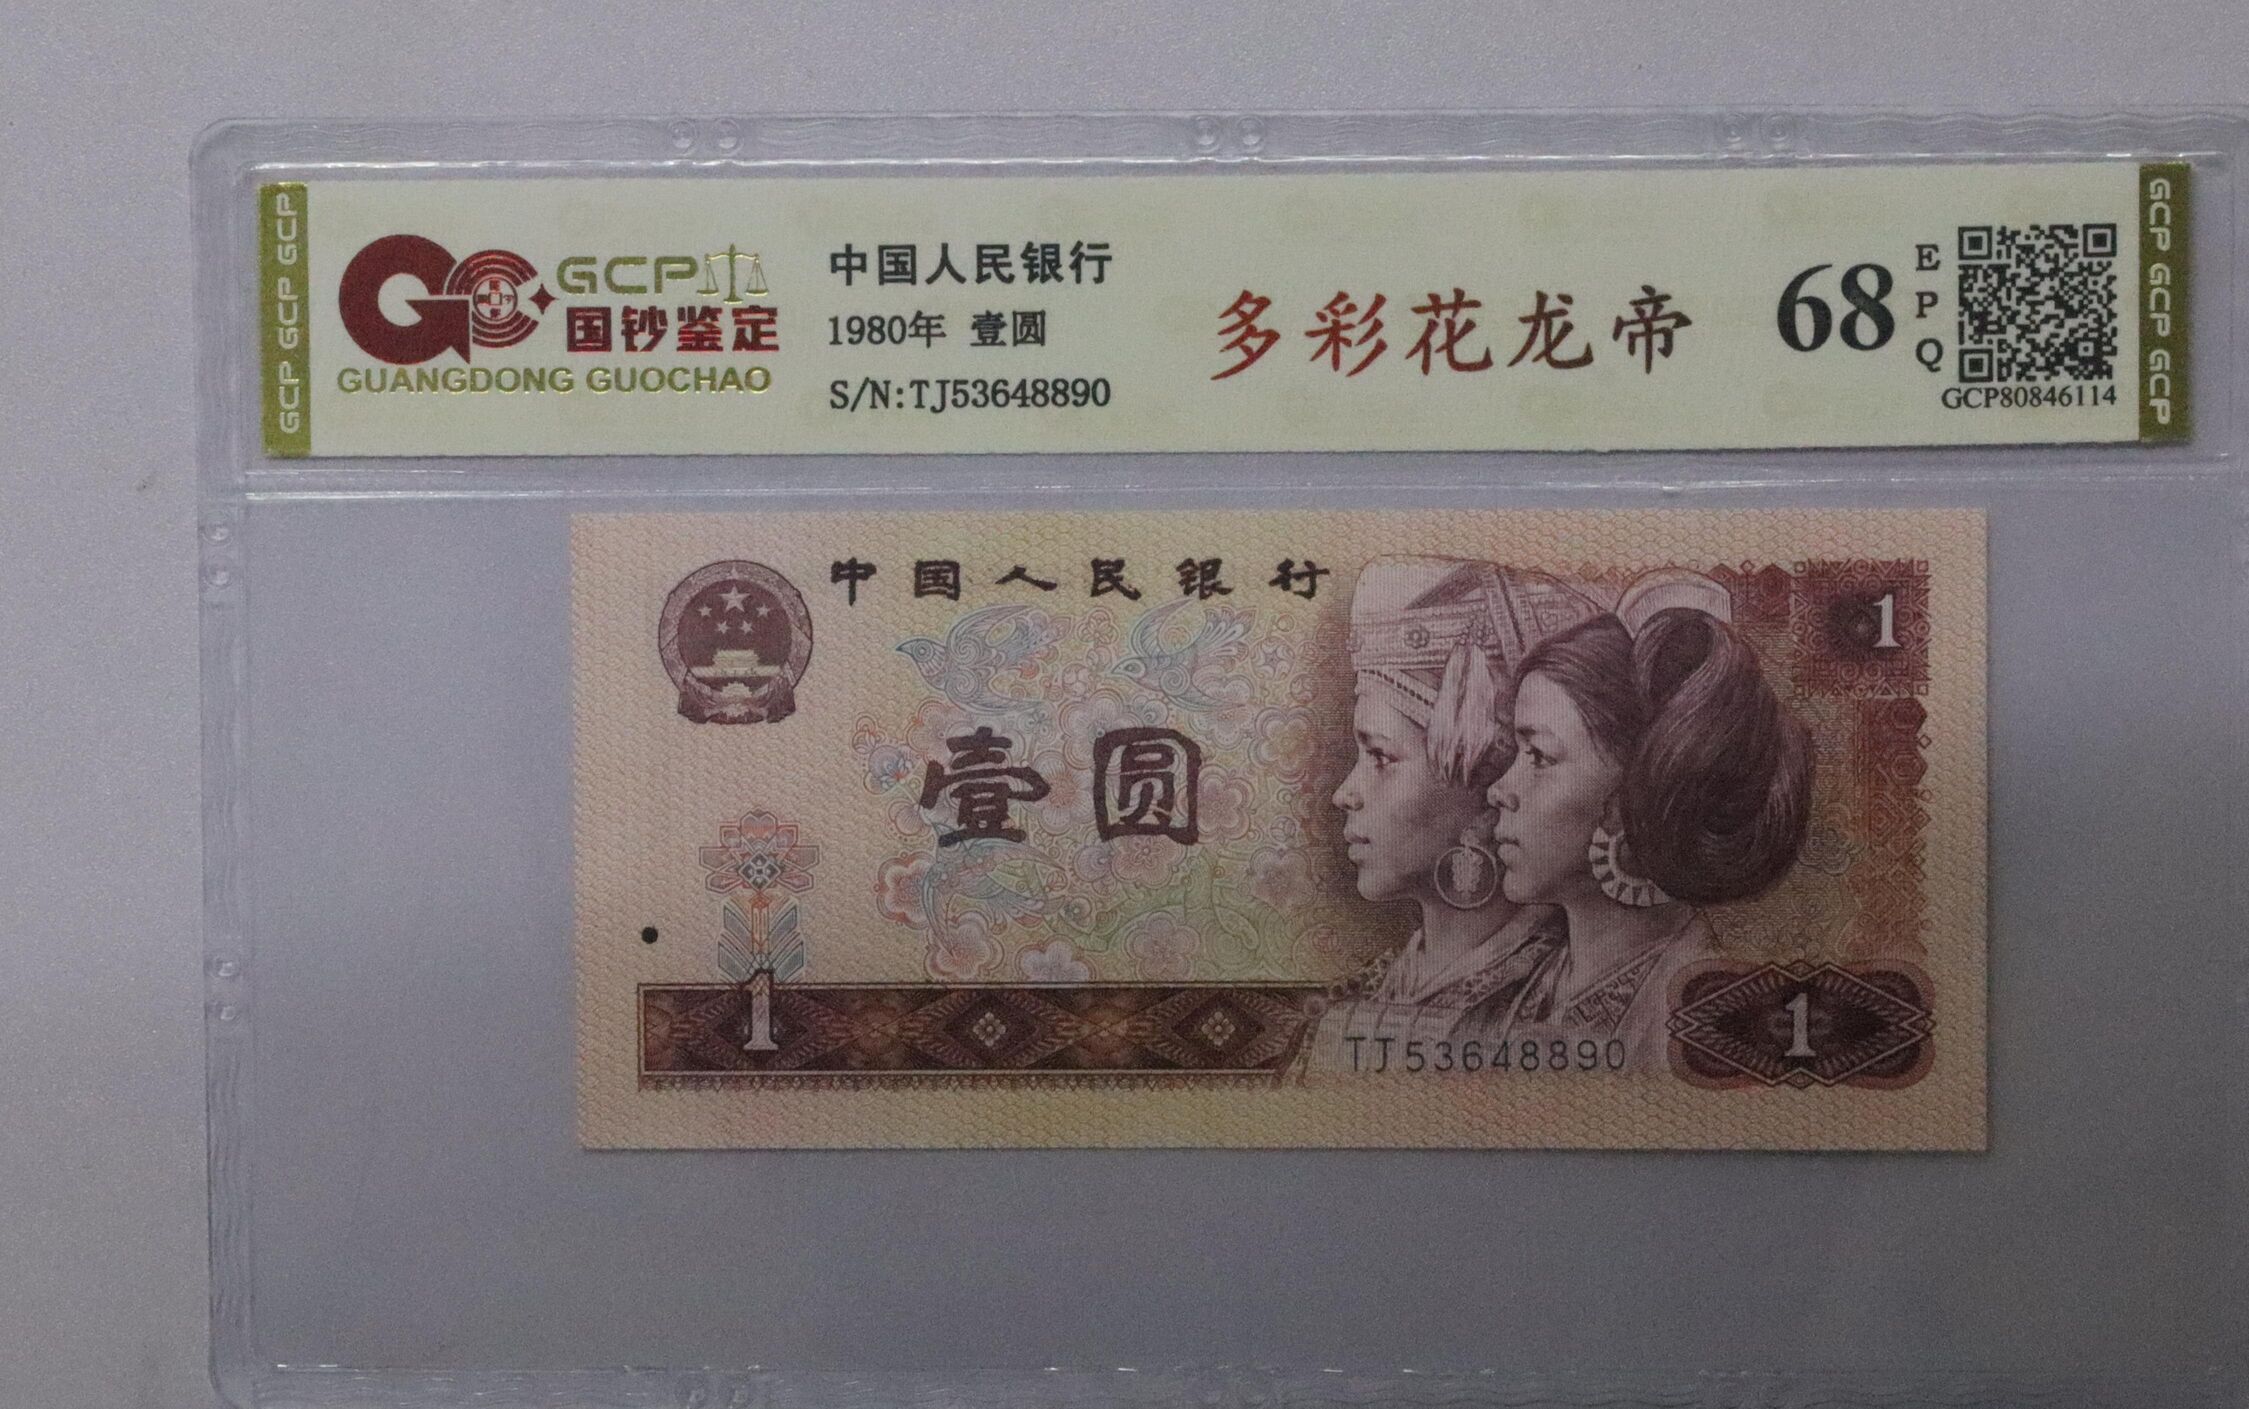 GCP GCP GCP
GCP
国钞鉴定
GUANGDONG GUOCHAO
中国人民银行
1980年 壹圆
S/N:TJ53648890
多彩花龙帝
68
EPQ
GCP80846114
GCP GCP GCP
中国人民银行
1
壹圆
1
TJ53648890
1